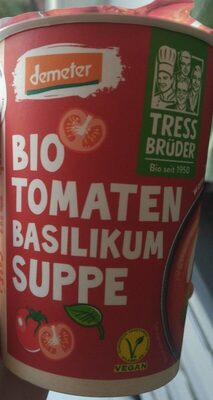 demeter
TRESS
BRÜDER
Bio seit 1950
BIO
TOMATEN
BASILIKUM
SUPPE
VEGAN